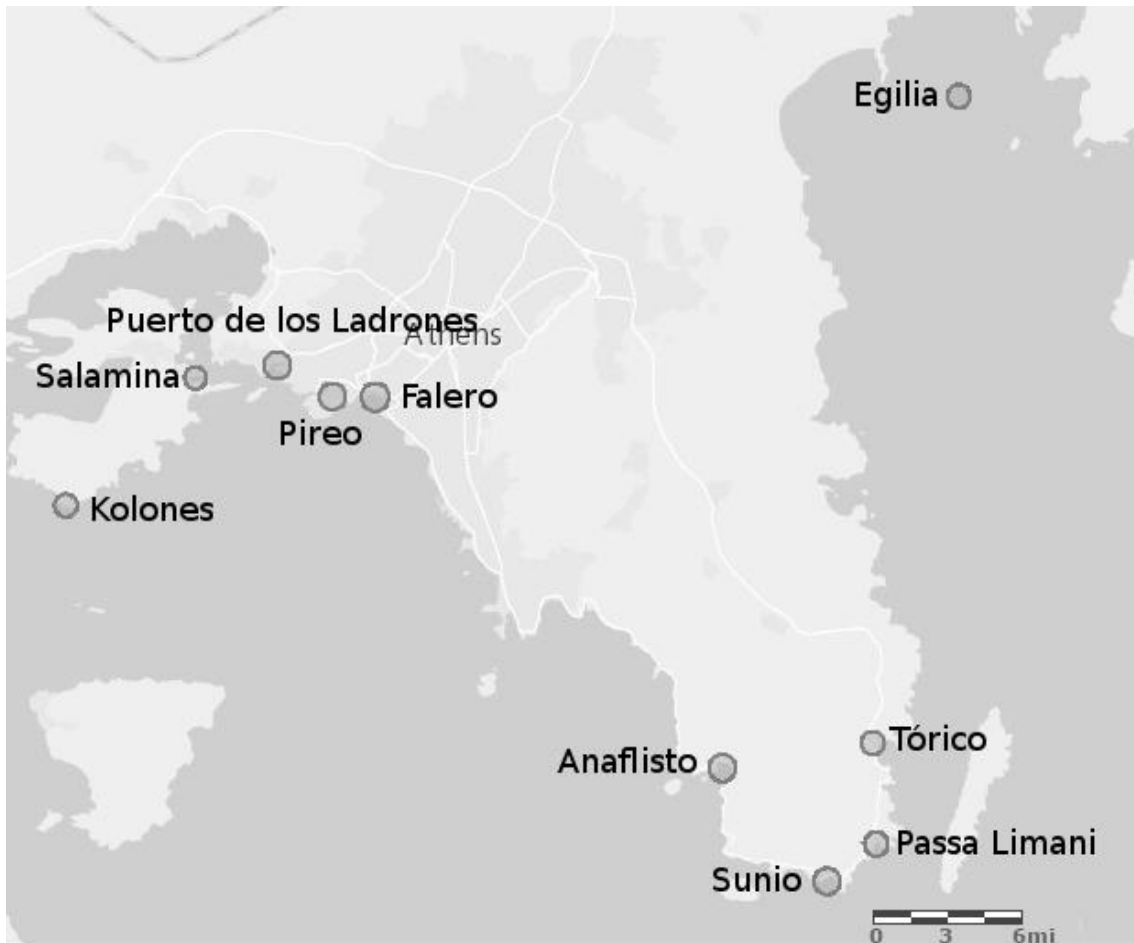 Egilia
Puerto de los Ladrones
Athens
Salamina
Falero
Pireo
Kolones
Tórico
Anaflisto
Passa Limani
Sunio
0 3 6mi